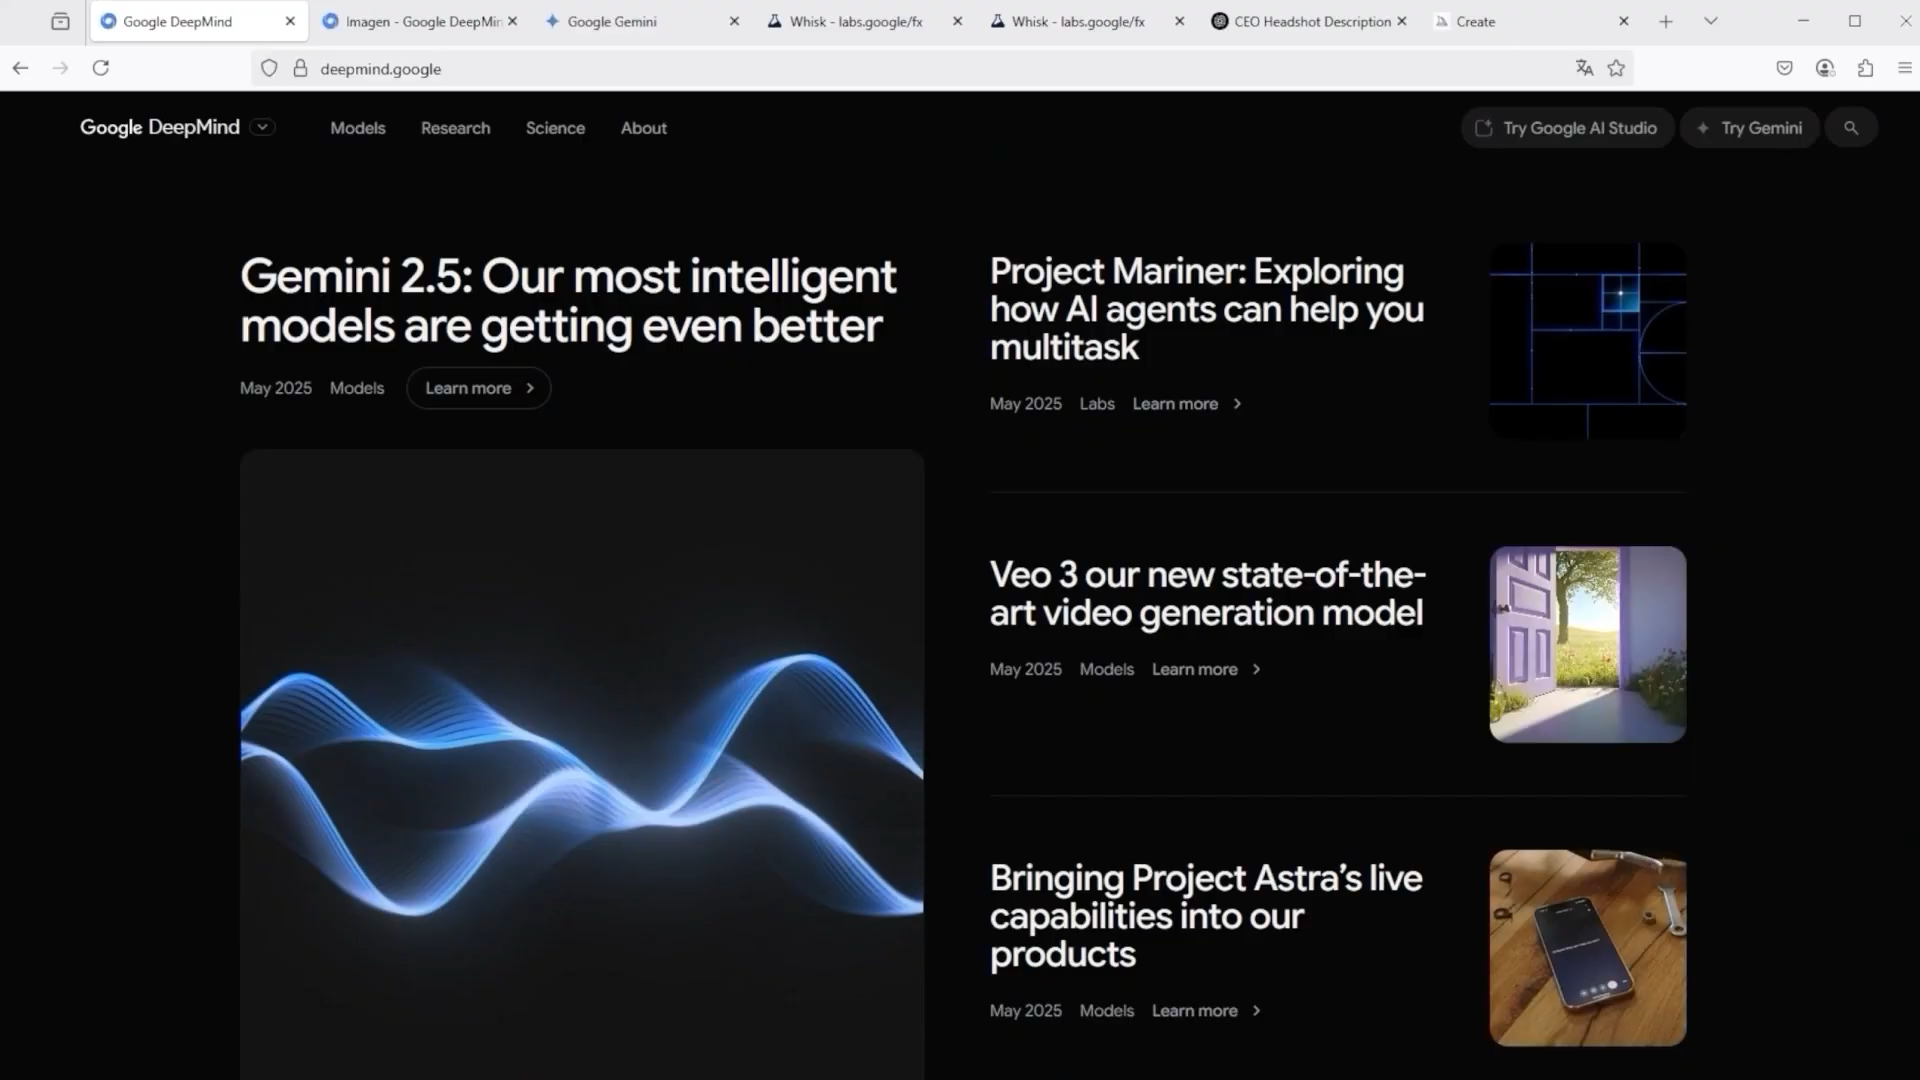 Google DeepMind
Imagen - Google DeepMin
Google Gemini
Whisk - labs.google/fx
Whisk - labs.google/fx
CEO Headshot Description
Create
deepmind.google
Google DeepMind
Models
Research
Science
About
Try Google AI Studio
Try Gemini
Gemini 2.5: Our most intelligent
models are getting even better
May 2025 Models Learn more
Project Mariner: Exploring
how AI agents can help you
multitask
May 2025 Labs Learn more
Veo 3 our new state-of-the-
art video generation model
May 2025 Models Learn more
Bringing Project Astra’s live
capabilities into our
products
May 2025 Models Learn more